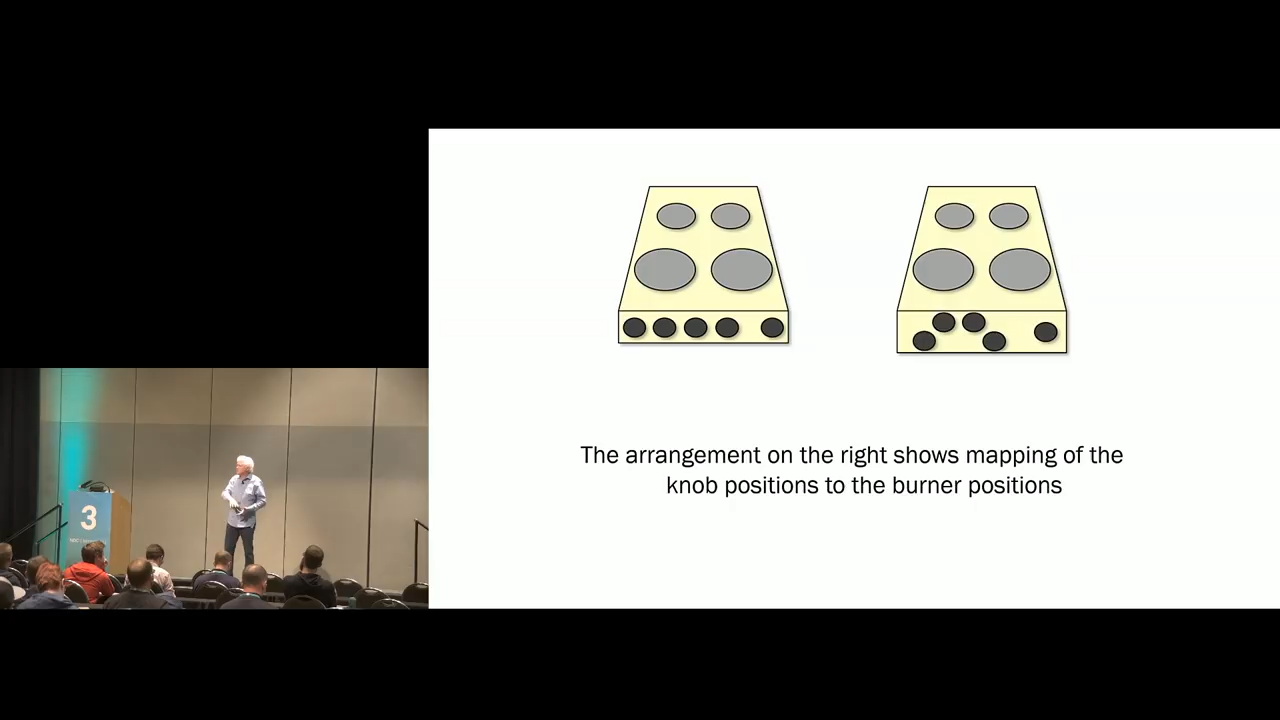 The arrangement on the right shows mapping of the
knob positions to the burner positions
3